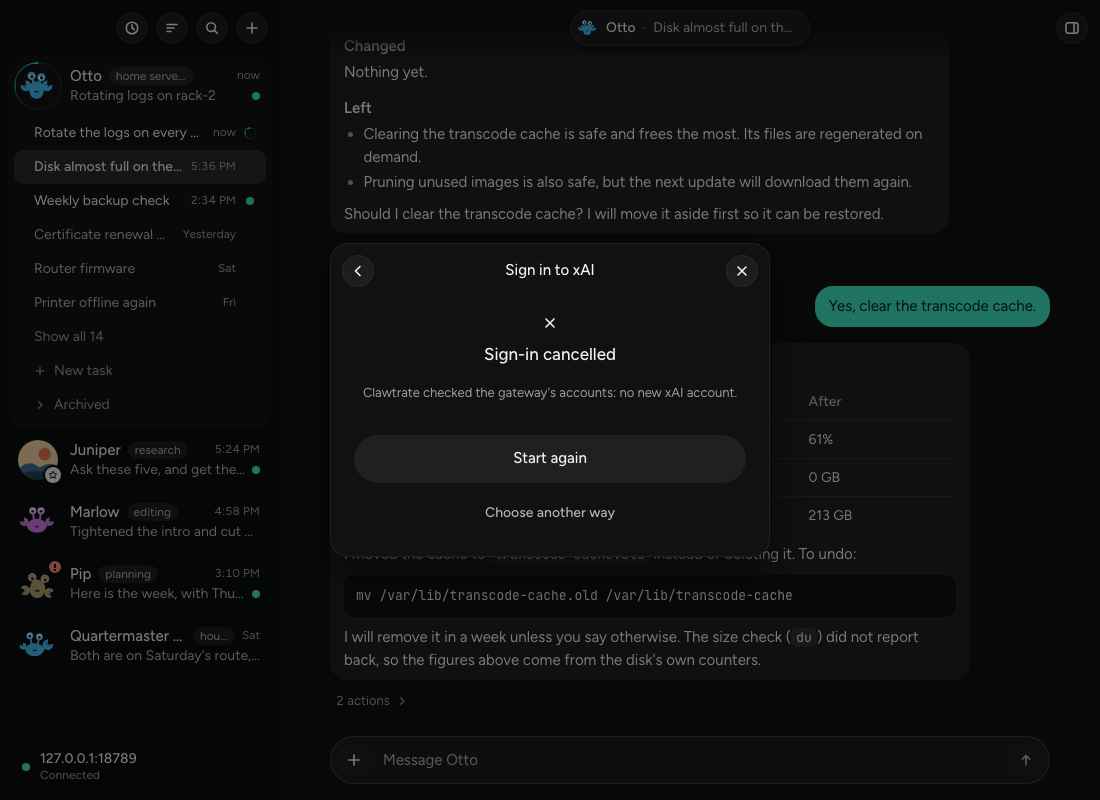 Otto · Disk almost full on th…
Otto home serve… now
Rotating logs on rack-2
Rotate the logs on every … now
Disk almost full on the… 5:36 PM
Weekly backup check 2:34 PM
Certificate renewal … Yesterday
Router firmware Sat
Printer offline again Fri
Show all 14
New task
Archived
Juniper research 5:24 PM
Ask these five, and get the…
Marlow editing 4:58 PM
Tightened the intro and cut …
Pip planning 3:10 PM
Here is the week, with Thu…
Quartermaster … hou… Sat
Both are on Saturday's route,…
127.0.0.1:18789
Connected
Changed
Nothing yet.
Left
Clearing the transcode cache is safe and frees the most. Its files are regenerated on
demand.
Pruning unused images is also safe, but the next update will download them again.
Should I clear the transcode cache? I will move it aside first so it can be restored.
Yes, clear the transcode cache.
Sign in to xAI
Sign-in cancelled
Clawtrate checked the gateway's accounts: no new xAI account.
Start again
Choose another way
After
61%
0 GB
213 GB
it. To undo:
mv /var/lib/transcode-cache.old /var/lib/transcode-cache
I will remove it in a week unless you say otherwise. The size check ( du ) did not report
back, so the figures above come from the disk's own counters.
2 actions
Message Otto